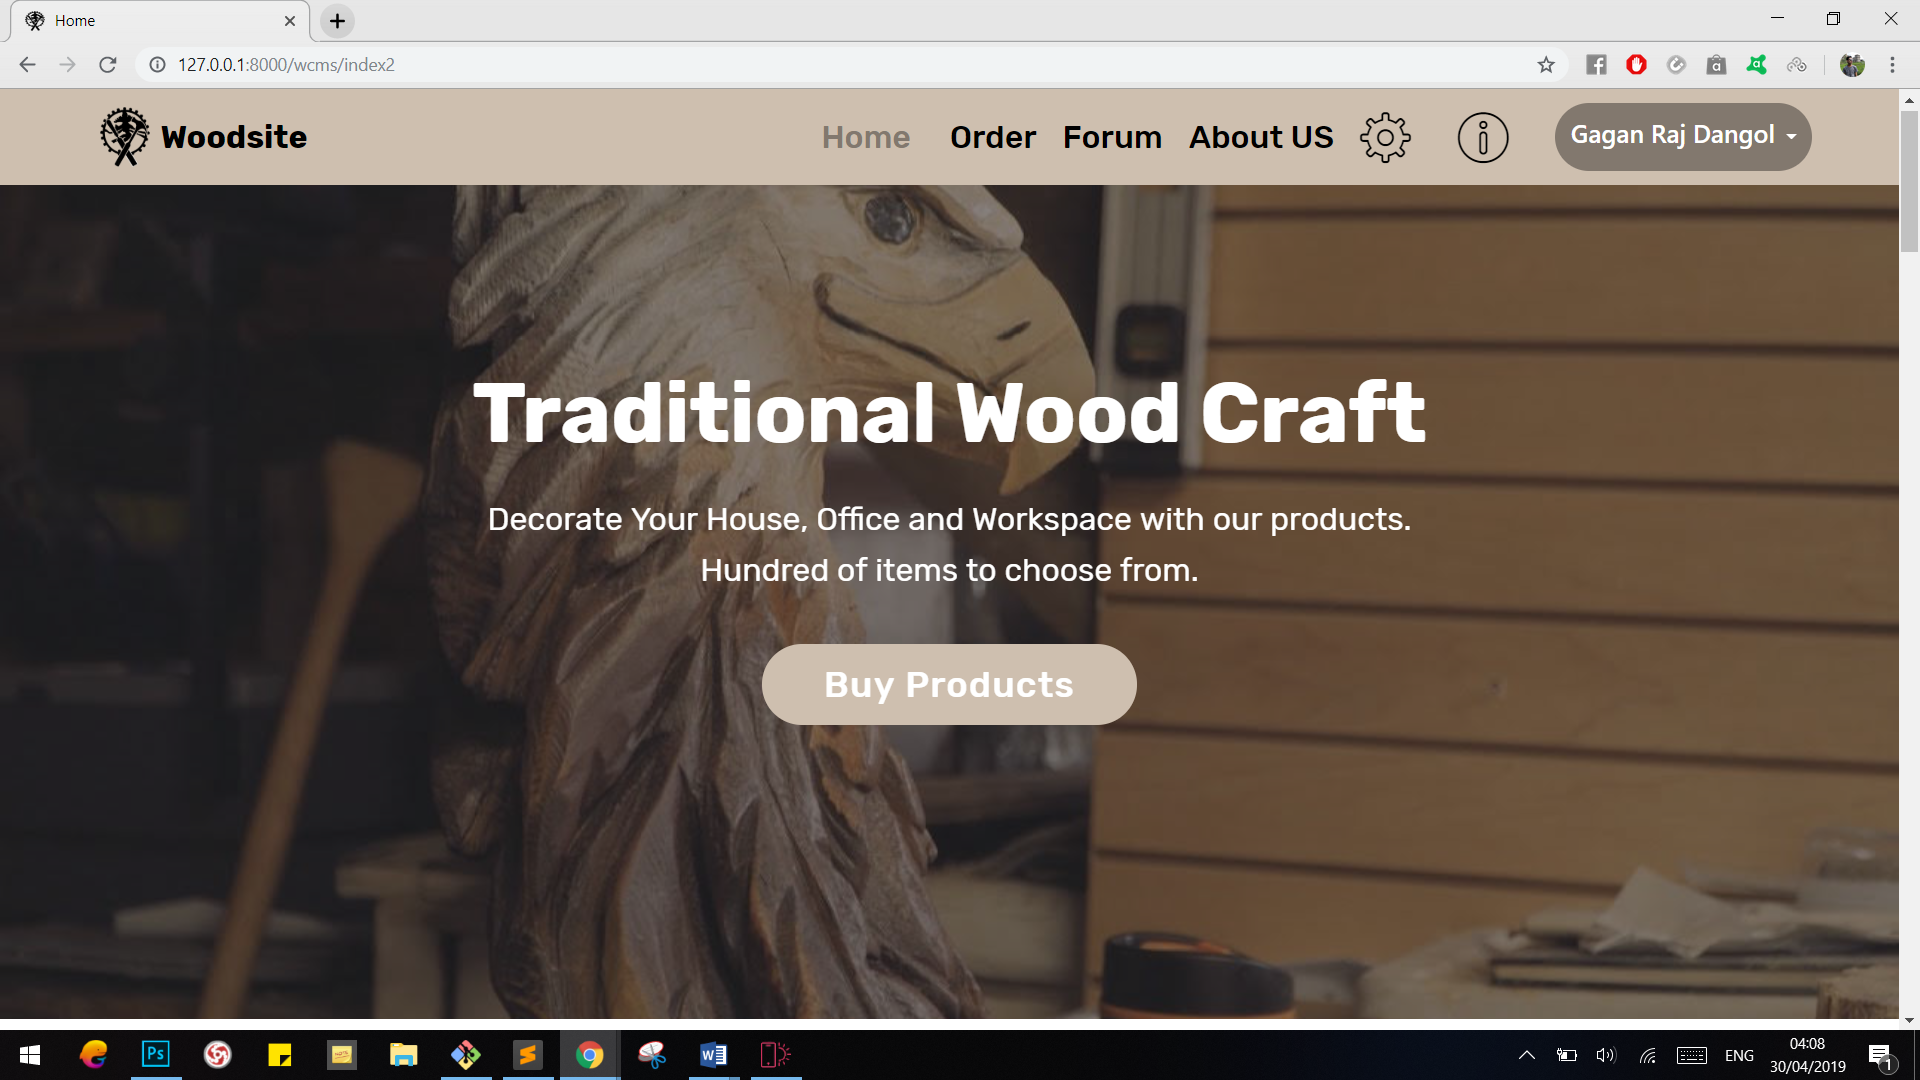 Home
127.0.0.1:8000/wcms/index2
Woodsite
Home Order Forum About US Gagan Raj Dangol
Traditional Wood Craft
Decorate Your House, Office and Workspace with our products.
Hundred of items to choose from.
Buy Products
Ps
ENG
04:08
30/04/2019
1